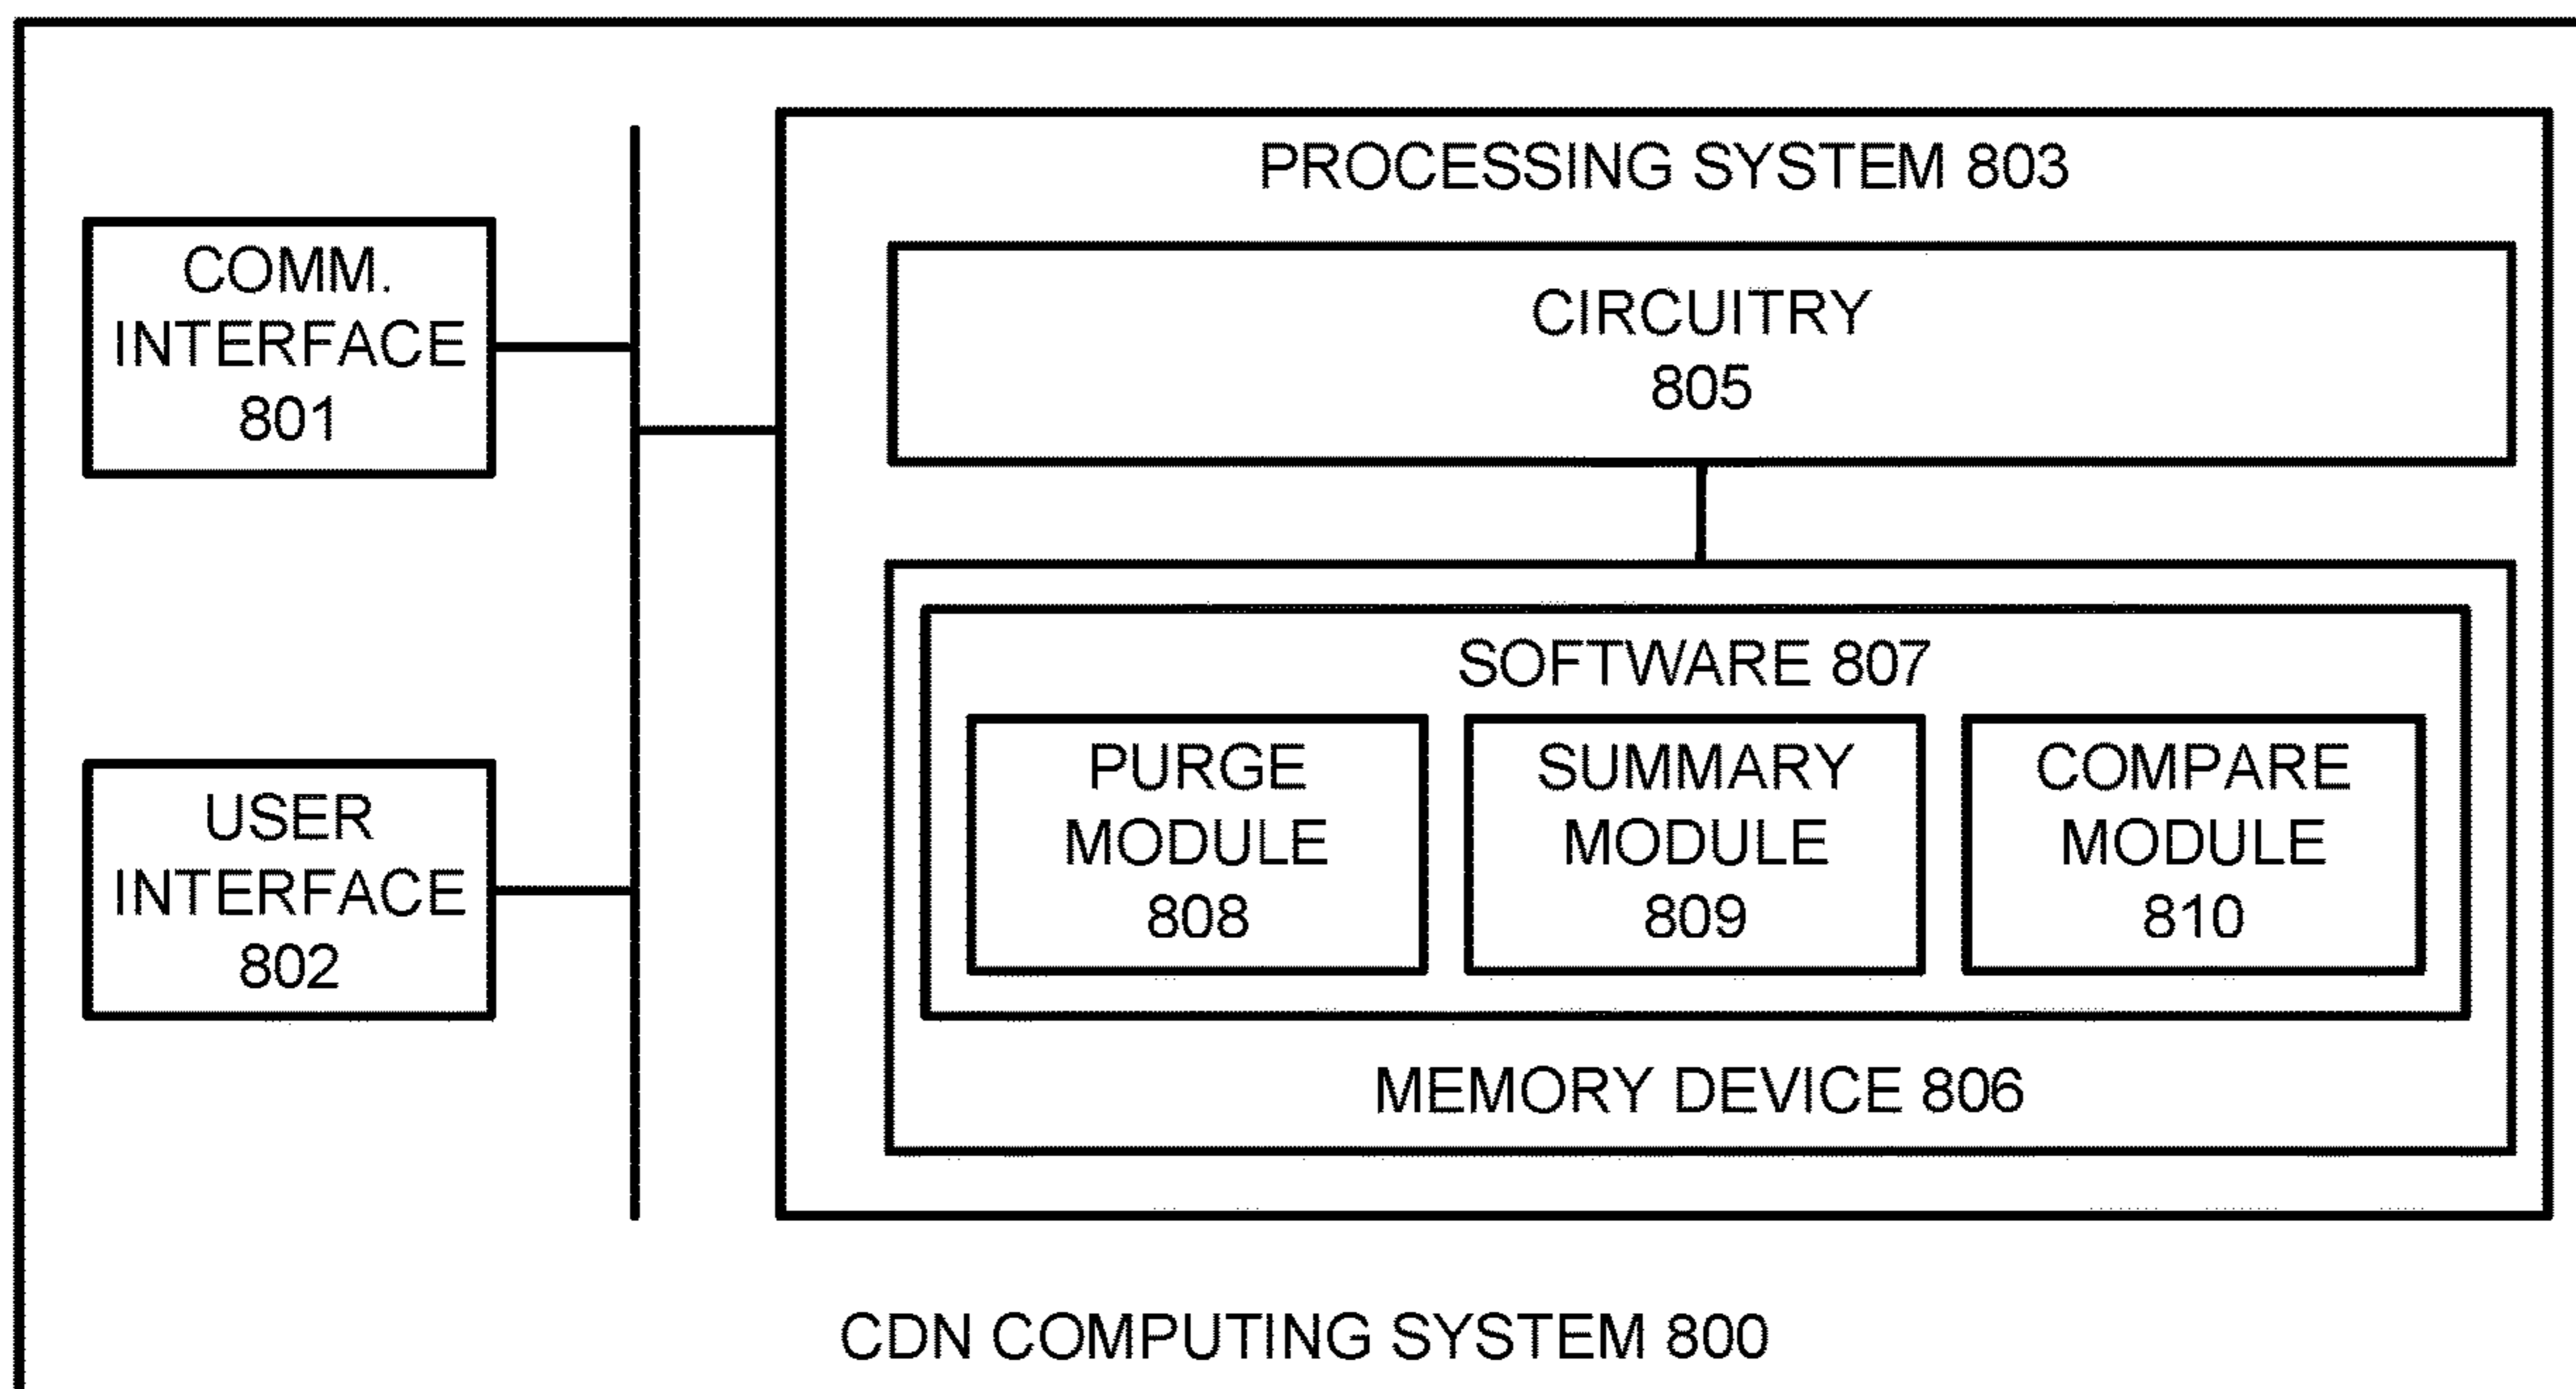 PROCESSING SYSTEM 803
COMM.
INTERFACE
801
CIRCUITRY
805
USER
INTERFACE
802
SOFTWARE 807
PURGE
MODULE
808
SUMMARY
MODULE
809
COMPARE
MODULE
810
MEMORY DEVICE 806
CDN COMPUTING SYSTEM 800